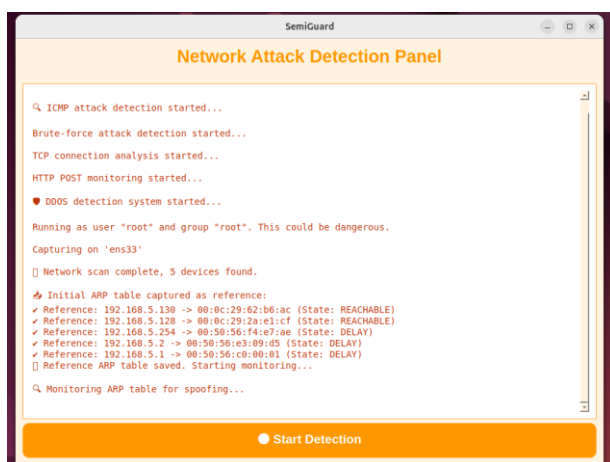 SemiGuard
Network Attack Detection Panel
🔍 ICMP attack detection started...
Brute-force attack detection started...
TCP connection analysis started...
HTTP POST monitoring started...
🛡 DDOS detection system started...
Running as user "root" and group "root". This could be dangerous.
Capturing on 'ens33'
▯ Network scan complete, 5 devices found.
📥 Initial ARP table captured as reference:
✔ Reference: 192.168.5.130 -> 00:0c:29:62:b6:ac (State: REACHABLE)
✔ Reference: 192.168.5.128 -> 00:0c:29:2a:e1:cf (State: REACHABLE)
✔ Reference: 192.168.5.254 -> 00:50:56:f4:e7:ae (State: DELAY)
✔ Reference: 192.168.5.2 -> 00:50:56:e3:09:d5 (State: DELAY)
✔ Reference: 192.168.5.1 -> 00:50:56:c0:00:01 (State: DELAY)
▯ Reference ARP table saved. Starting monitoring...
🔍 Monitoring ARP table for spoofing...
Start Detection